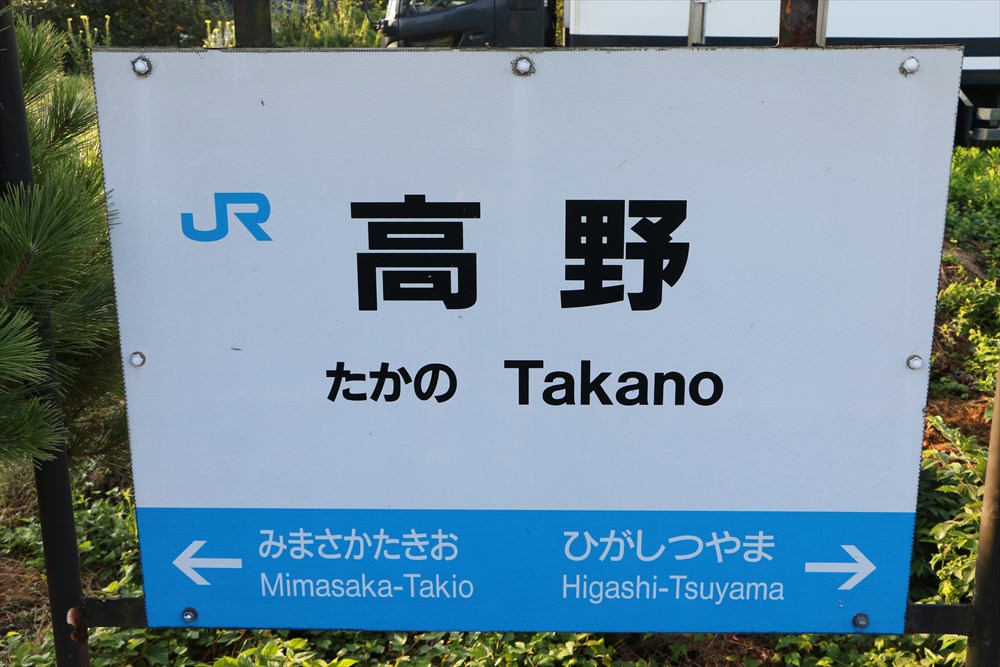 JR
高野
たかの Takano
← みまさかたきお ひがしつやま →
Mimasaka-Takio Higashi-Tsuyama